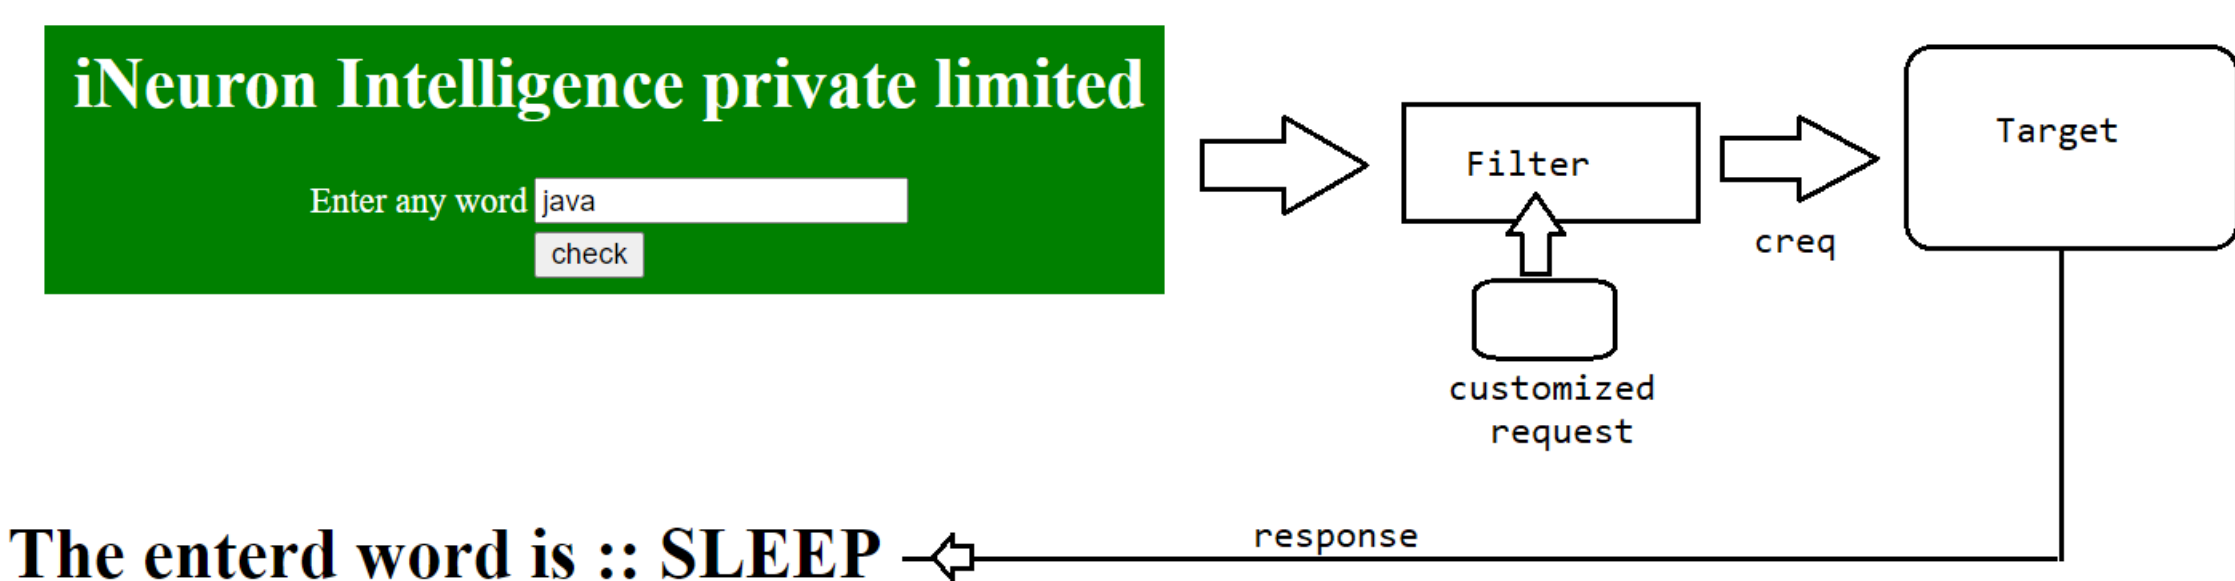 iNeuron Intelligence private limited
Enter any word java
check
Filter
Target
creq
customized
request
response
The enterd word is :: SLEEP